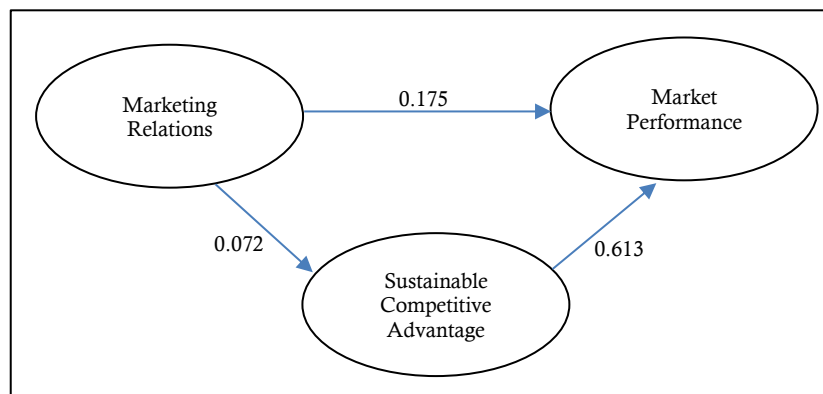 Marketing
Relations
0.175
Market
Performance
0.072
0.613
Sustainable
Competitive
Advantage